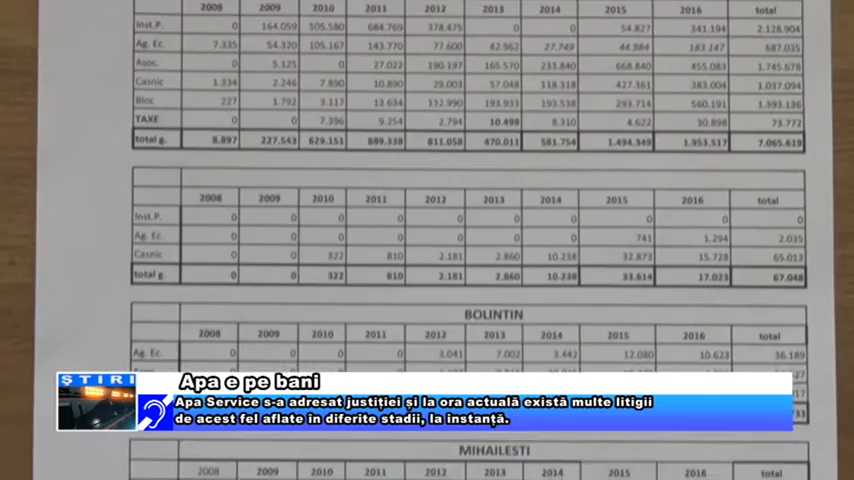 2008 2009 2010 2011 2012 2013 2014 2015 2016 total
Inst.P. 0 164.059 505.580 684.769 378.475 0 0 54.827 341.194 2.128.904
Ag. Ec. 7.335 54.320 105.167 143.770 77.600 42.962 27.749 44.984 183.147 687.035
Asoc. 0 5.125 0 27.022 190.197 165.570 233.840 668.840 455.083 1.745.678
Casnic 1.334 2.246 7.890 10.890 29.003 57.048 118.318 427.361 383.004 1.037.094
Bloc 227 1.792 3.117 13.634 132.990 193.933 193.538 293.714 560.191 1.393.136
TAXE 0 0 7.396 9.254 2.794 10.498 8.310 4.622 30.898 73.772
total g. 8.897 227.543 629.151 889.338 811.058 470.011 581.754 1.494.349 1.953.517 7.065.619
2008 2009 2010 2011 2012 2013 2014 2015 2016 total
Inst.P. 0 0 0 0 0 0 0 0 0 0
Ag. Ec. 0 0 0 0 0 0 0 741 1.294 2.035
Casnic 0 0 322 810 2.181 2.860 10.238 32.873 15.728 65.013
total g. 0 0 322 810 2.181 2.860 10.238 33.614 17.023 67.048
BOLINTIN
2008 2009 2010 2011 2012 2013 2014 2015 2016 total
Ag. Ec. 0 0 0 0 3.041 7.002 3.442 12.080 10.623 36.189
ȘTIRI
Apa e pe bani
Apa Service s-a adresat justiției și la ora actuală există multe litigii
de acest fel aflate în diferite stadii, la instanță.
MIHAILESTI
2008 2009 2010 2011 2012 2013 2014 2015 2016 total